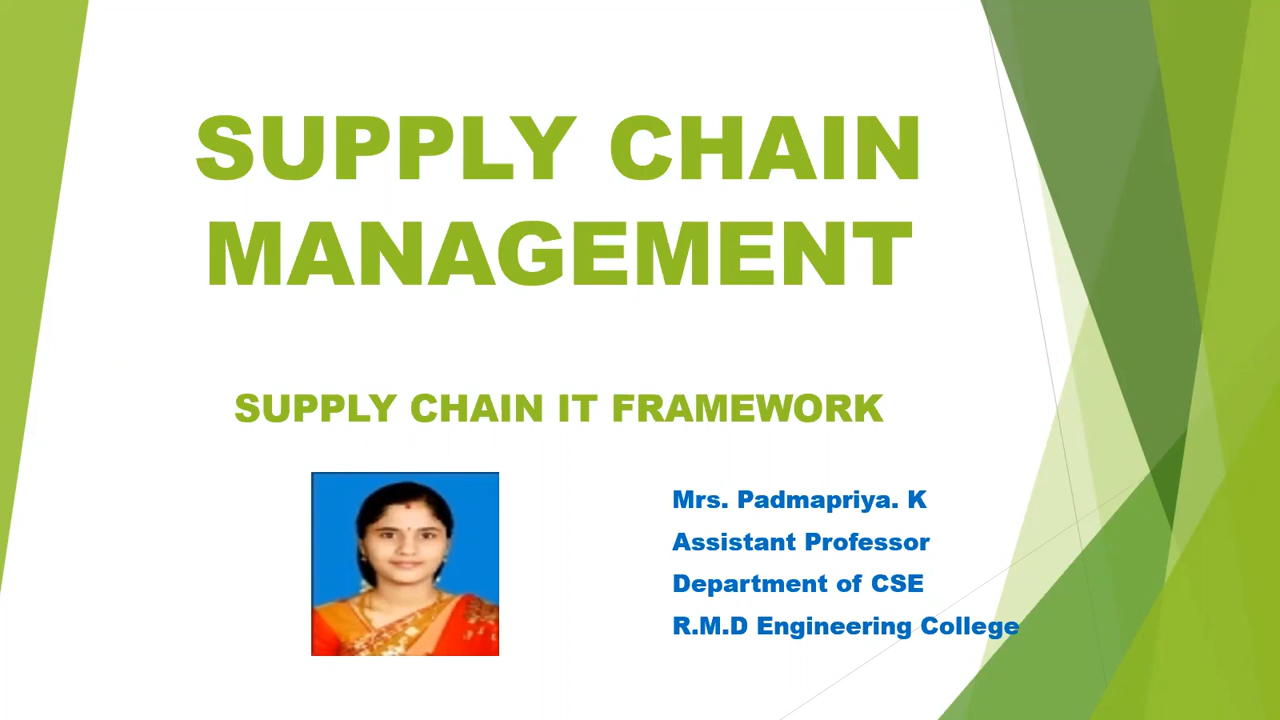 SUPPLY CHAIN
MANAGEMENT
SUPPLY CHAIN IT FRAMEWORK
Mrs. Padmapriya. K
Assistant Professor
Department of CSE
R.M.D Engineering College